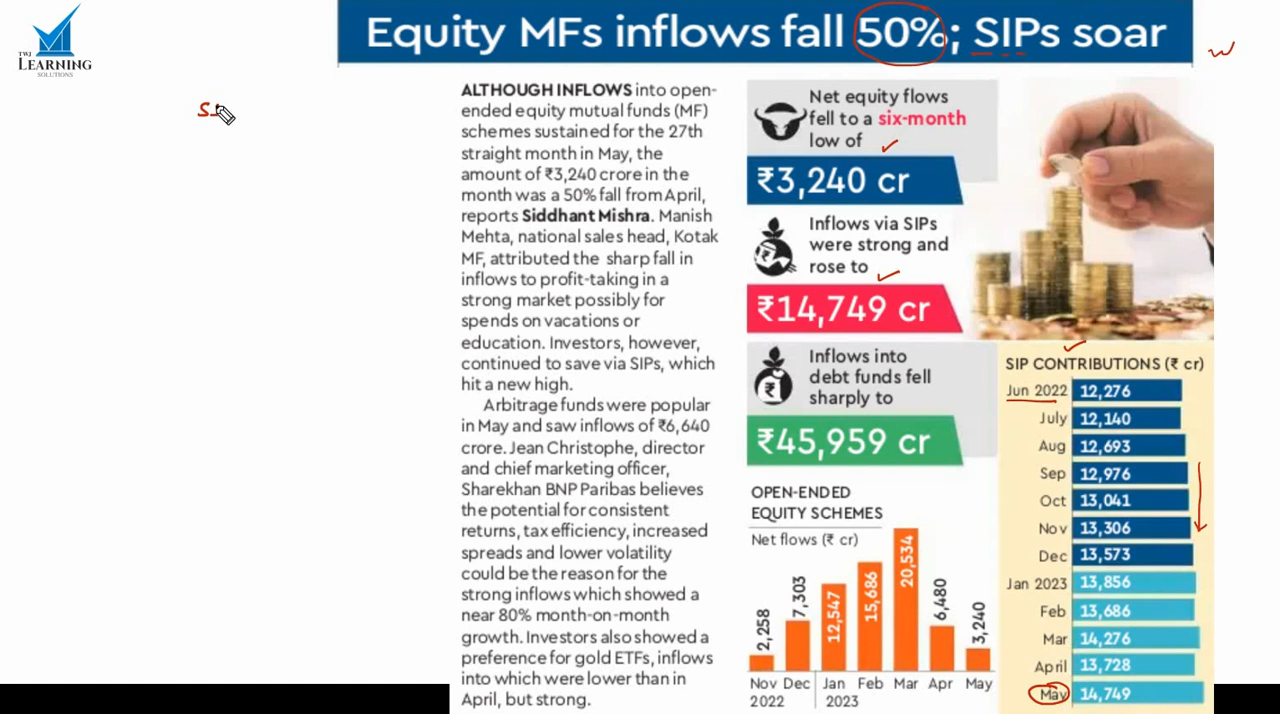 TWJ
LEARNING
SOLUTIONS
Equity MFs inflows fall 50%; SIPs soar
ALTHOUGH INFLOWS into open-
ended equity mutual funds (MF)
schemes sustained for the 27th
straight month in May, the
amount of ₹3,240 crore in the
month was a 50% fall from April,
reports Siddhant Mishra. Manish
Mehta, national sales head, Kotak
MF, attributed the sharp fall in
inflows to profit-taking in a
strong market possibly for
spends on vacations or
education. Investors, however,
continued to save via SIPs, which
hit a new high.
Arbitrage funds were popular
in May and saw inflows of ₹6,640
crore. Jean Christophe, director
and chief marketing officer,
Sharekhan BNP Paribas believes
the potential for consistent
returns, tax efficiency, increased
spreads and lower volatility
could be the reason for the
strong inflows which showed a
near 80% month-on-month
growth. Investors also showed a
preference for gold ETFs, inflows
into which were lower than in
April, but strong.
Net equity flows
fell to a six-month
low of
₹3,240 cr
Inflows via SIPs
were strong and
rose to
₹14,749 cr
Inflows into
debt funds fell
sharply to
₹45,959 cr
OPEN-ENDED
EQUITY SCHEMES
Net flows (₹ cr)
2,258 7,303 12,547 15,686 20,534 6,480 3,240
Nov Dec Jan Feb Mar Apr May
2022 2023
SIP CONTRIBUTIONS (₹ cr)
Jun 2022 12,276
July 12,140
Aug 12,693
Sep 12,976
Oct 13,041
Nov 13,306
Dec 13,573
Jan 2023 13,856
Feb 13,686
Mar 14,276
April 13,728
May 14,749